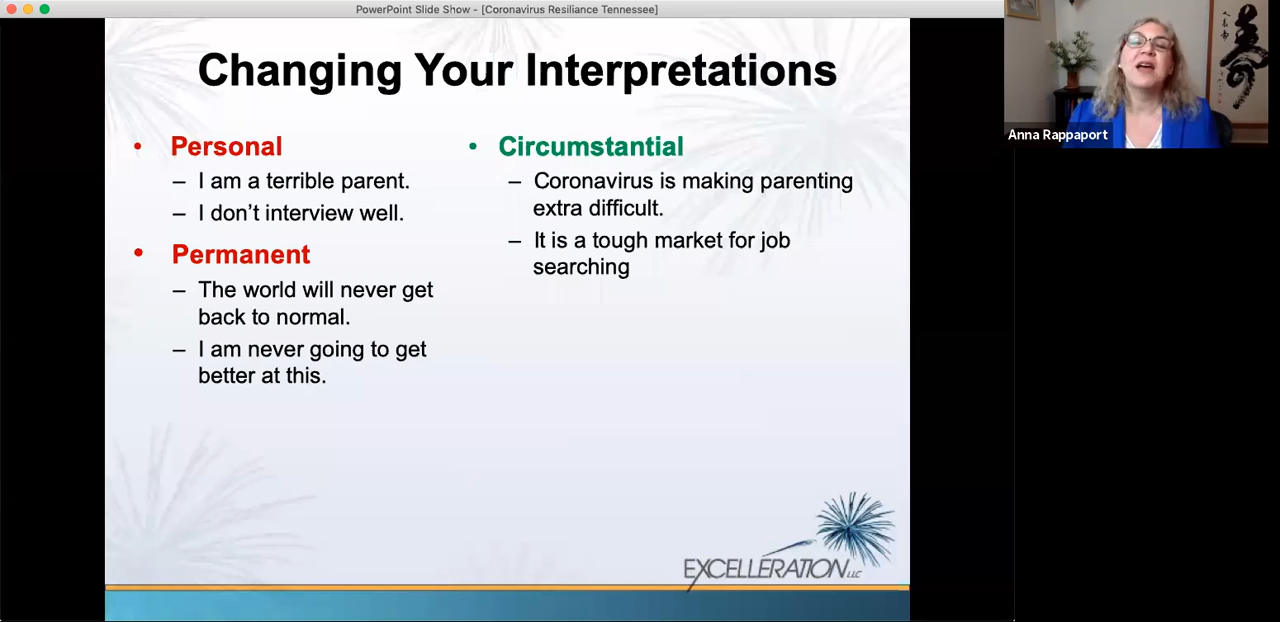 PowerPoint Slide Show - [Coronavirus Resiliance Tennessee]
Changing Your Interpretations
• Personal
– I am a terrible parent.
– I don't interview well.
• Permanent
– The world will never get
back to normal.
– I am never going to get
better at this.
• Circumstantial
– Coronavirus is making parenting
extra difficult.
– It is a tough market for job
searching
EXCELLERATION LLC
Anna Rappaport
壽